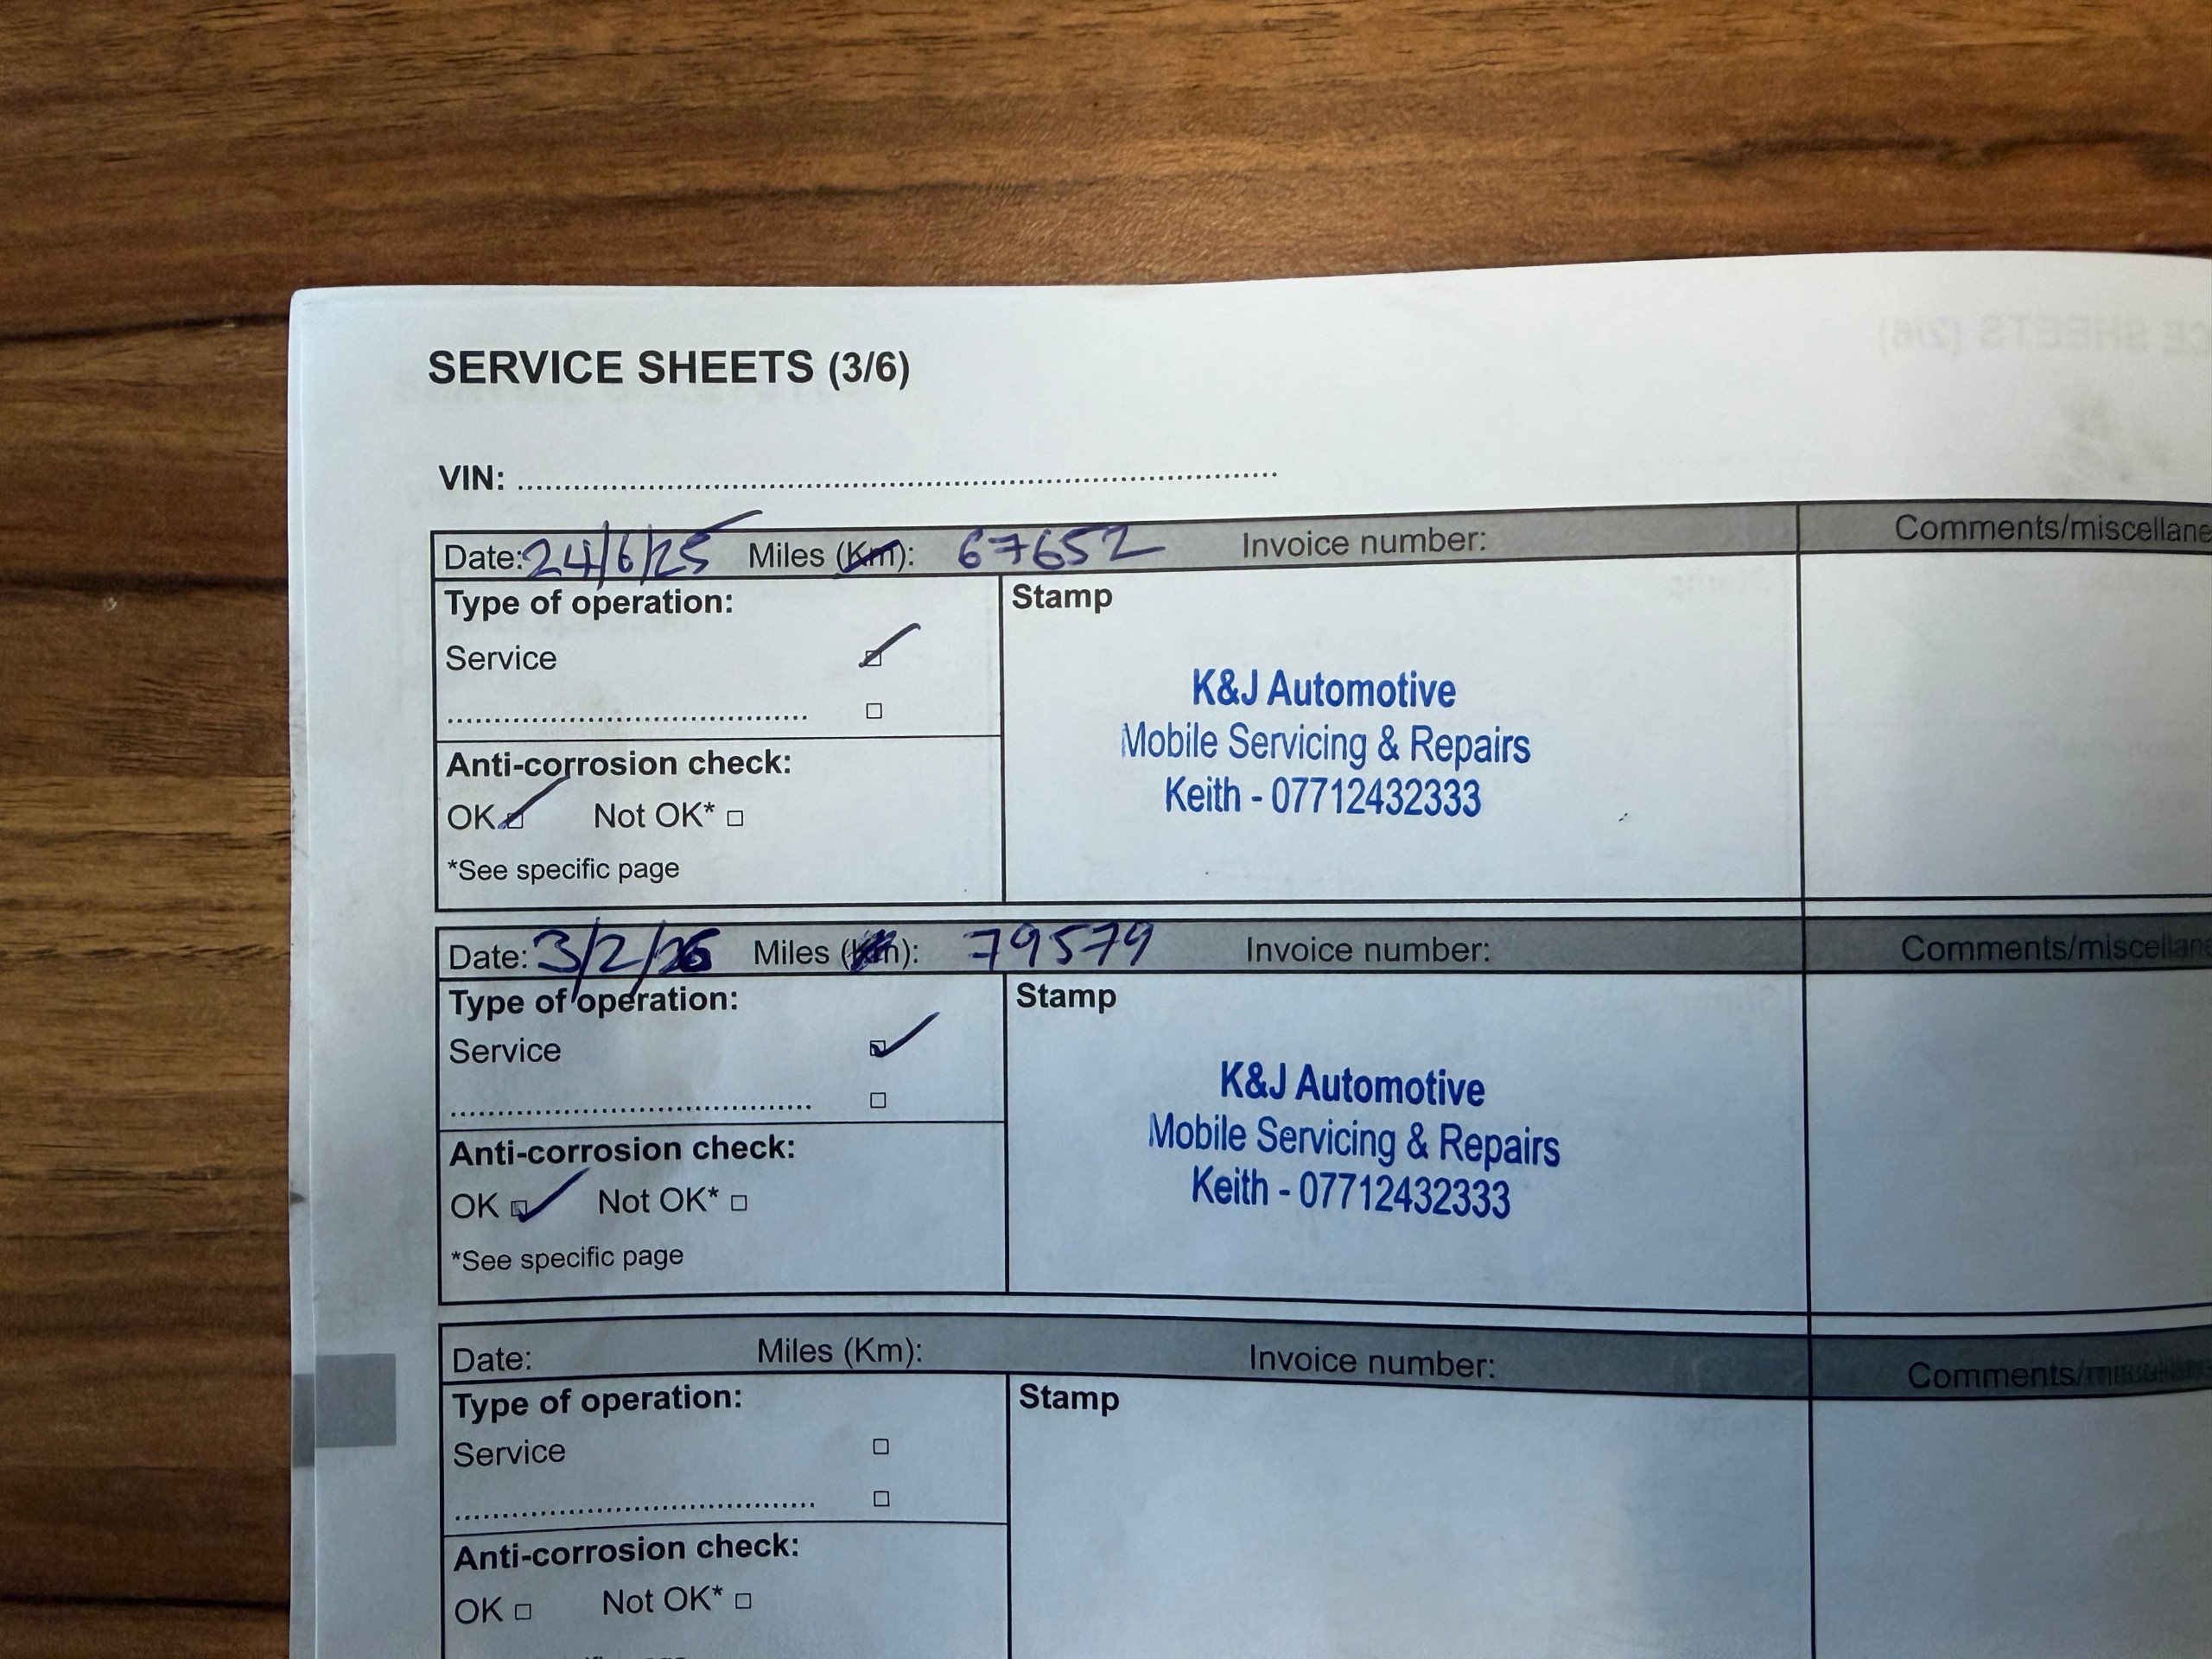 SERVICE SHEETS (3/6)
VIN: ................................................................
Date: 24/6/25 Miles (Km): 67652 Invoice number: Comments/miscellane
Type of operation: Stamp
Service
K&J Automotive
Mobile Servicing & Repairs
Keith - 07712432333
Anti-corrosion check:
OK Not OK*
*See specific page
Date: 3/2/26 Miles (Km): 79579 Invoice number: Comments/miscellane
Type of operation: Stamp
Service
K&J Automotive
Mobile Servicing & Repairs
Keith - 07712432333
Anti-corrosion check:
OK Not OK*
*See specific page
Date: Miles (Km): Invoice number: Comments/
Type of operation: Stamp
Service
Anti-corrosion check:
OK Not OK*